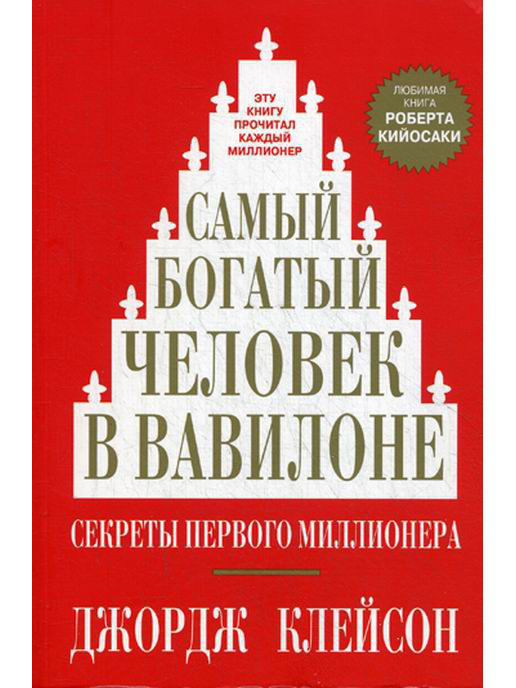 ЭТУ
КНИГУ
ПРОЧИТАЛ
КАЖДЫЙ
МИЛЛИОНЕР
ЛЮБИМАЯ
КНИГА
РОБЕРТА
КИЙОСАКИ
САМЫЙ
БОГАТЫЙ
ЧЕЛОВЕК
В ВАВИЛОНЕ
СЕКРЕТЫ ПЕРВОГО МИЛЛИОНЕРА
ДЖОРДЖ КЛЕЙСОН